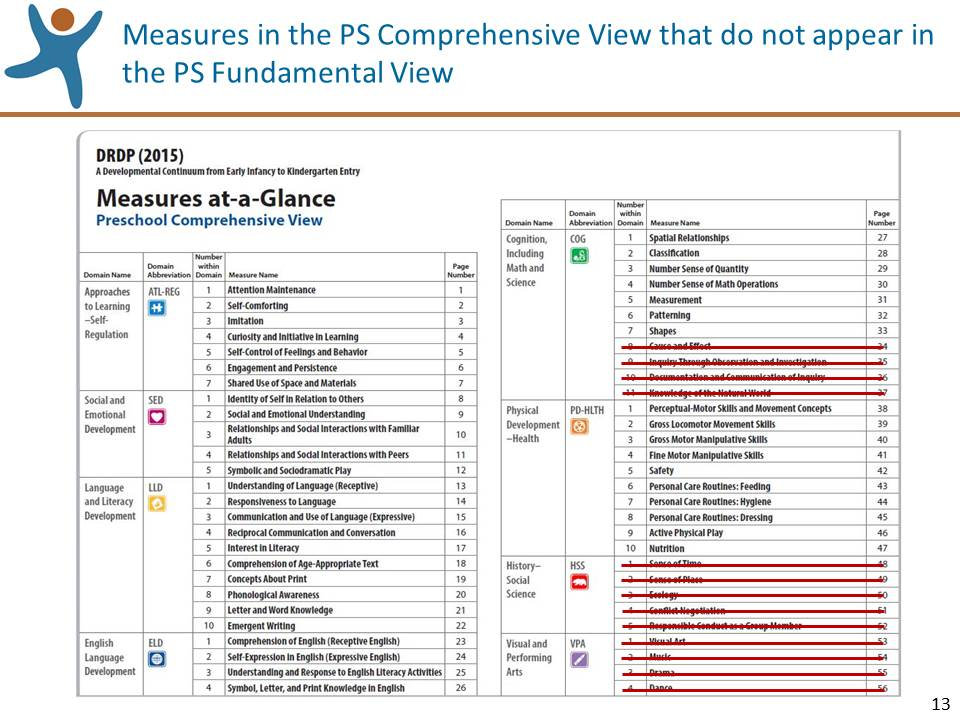 Measures in the PS Comprehensive View that do not appear in
the PS Fundamental View
DRDP (2015)
A Developmental Continuum from Early Infancy to Kindergarten Entry
Measures at-a-Glance
Preschool Comprehensive View
Domain Name Domain Abbreviation Number within Domain Measure Name Page Number
Approaches to Learning –Self-Regulation ATL-REG
1 Attention Maintenance 1
2 Self-Comforting 2
3 Imitation 3
4 Curiosity and Initiative in Learning 4
5 Self-Control of Feelings and Behavior 5
6 Engagement and Persistence 6
7 Shared Use of Space and Materials 7
Social and Emotional Development SED
1 Identity of Self in Relation to Others 8
2 Social and Emotional Understanding 9
3 Relationships and Social Interactions with Familiar Adults 10
4 Relationships and Social Interactions with Peers 11
5 Symbolic and Sociodramatic Play 12
Language and Literacy Development LLD
1 Understanding of Language (Receptive) 13
2 Responsiveness to Language 14
3 Communication and Use of Language (Expressive) 15
4 Reciprocal Communication and Conversation 16
5 Interest in Literacy 17
6 Comprehension of Age-Appropriate Text 18
7 Concepts About Print 19
8 Phonological Awareness 20
9 Letter and Word Knowledge 21
10 Emergent Writing 22
English Language Development ELD
1 Comprehension of English (Receptive English) 23
2 Self-Expression in English (Expressive English) 24
3 Understanding and Response to English Literacy Activities 25
4 Symbol, Letter, and Print Knowledge in English 26
Domain Name Domain Abbreviation Number within Domain Measure Name Page Number
Cognition, Including Math and Science COG
1 Spatial Relationships 27
2 Classification 28
3 Number Sense of Quantity 29
4 Number Sense of Math Operations 30
5 Measurement 31
6 Patterning 32
7 Shapes 33
8 Cause and Effect 34
9 Inquiry Through Observation and Investigation 35
10 Documentation and Communication of Inquiry 36
11 Knowledge of the Natural World 37
Physical Development –Health PD-HLTH
1 Perceptual-Motor Skills and Movement Concepts 38
2 Gross Locomotor Movement Skills 39
3 Gross Motor Manipulative Skills 40
4 Fine Motor Manipulative Skills 41
5 Safety 42
6 Personal Care Routines: Feeding 43
7 Personal Care Routines: Hygiene 44
8 Personal Care Routines: Dressing 45
9 Active Physical Play 46
10 Nutrition 47
History–Social Science HSS
1 Sense of Time 48
2 Sense of Place 49
3 Ecology 50
4 Conflict Negotiation 51
5 Responsible Conduct as a Group Member 52
Visual and Performing Arts VPA
1 Visual Art 53
2 Music 54
3 Drama 55
4 Dance 56
13